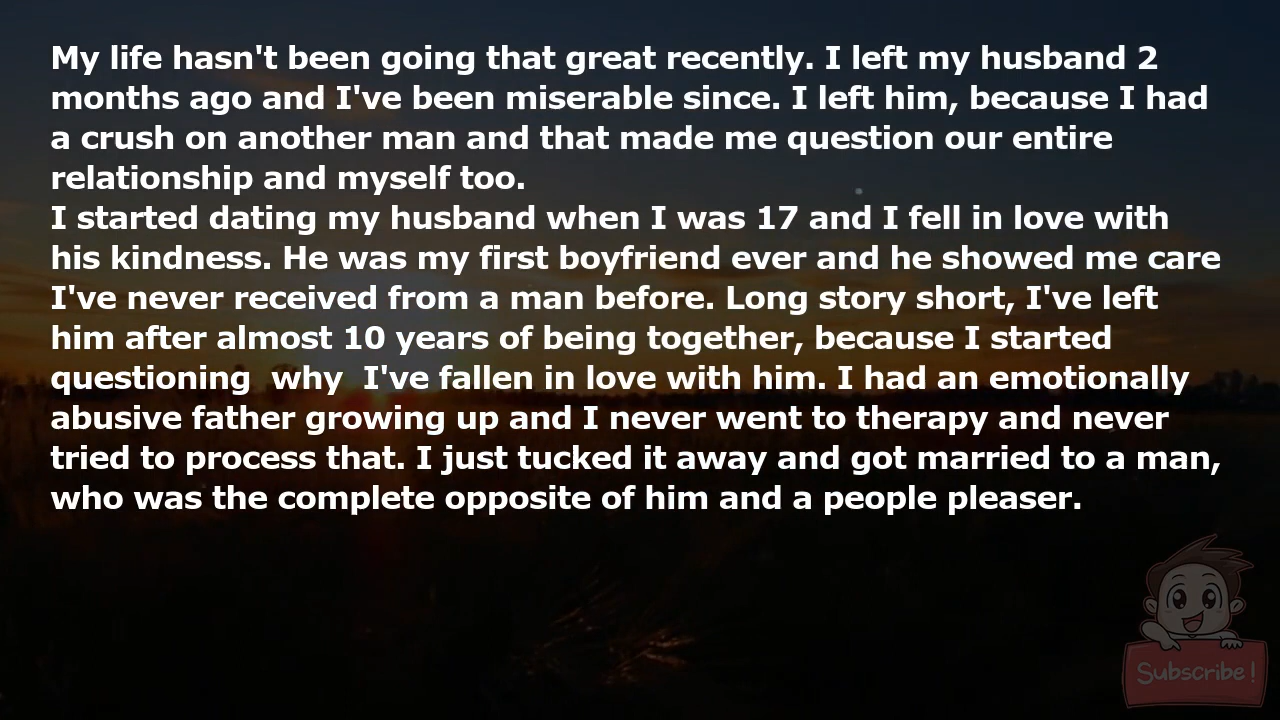 My life hasn't been going that great recently. I left my husband 2
months ago and I've been miserable since. I left him, because I had
a crush on another man and that made me question our entire
relationship and myself too.
I started dating my husband when I was 17 and I fell in love with
his kindness. He was my first boyfriend ever and he showed me care
I've never received from a man before. Long story short, I've left
him after almost 10 years of being together, because I started
questioning  why  I've fallen in love with him. I had an emotionally
abusive father growing up and I never went to therapy and never
tried to process that. I just tucked it away and got married to a man,
who was the complete opposite of him and a people pleaser.
Subscribe!